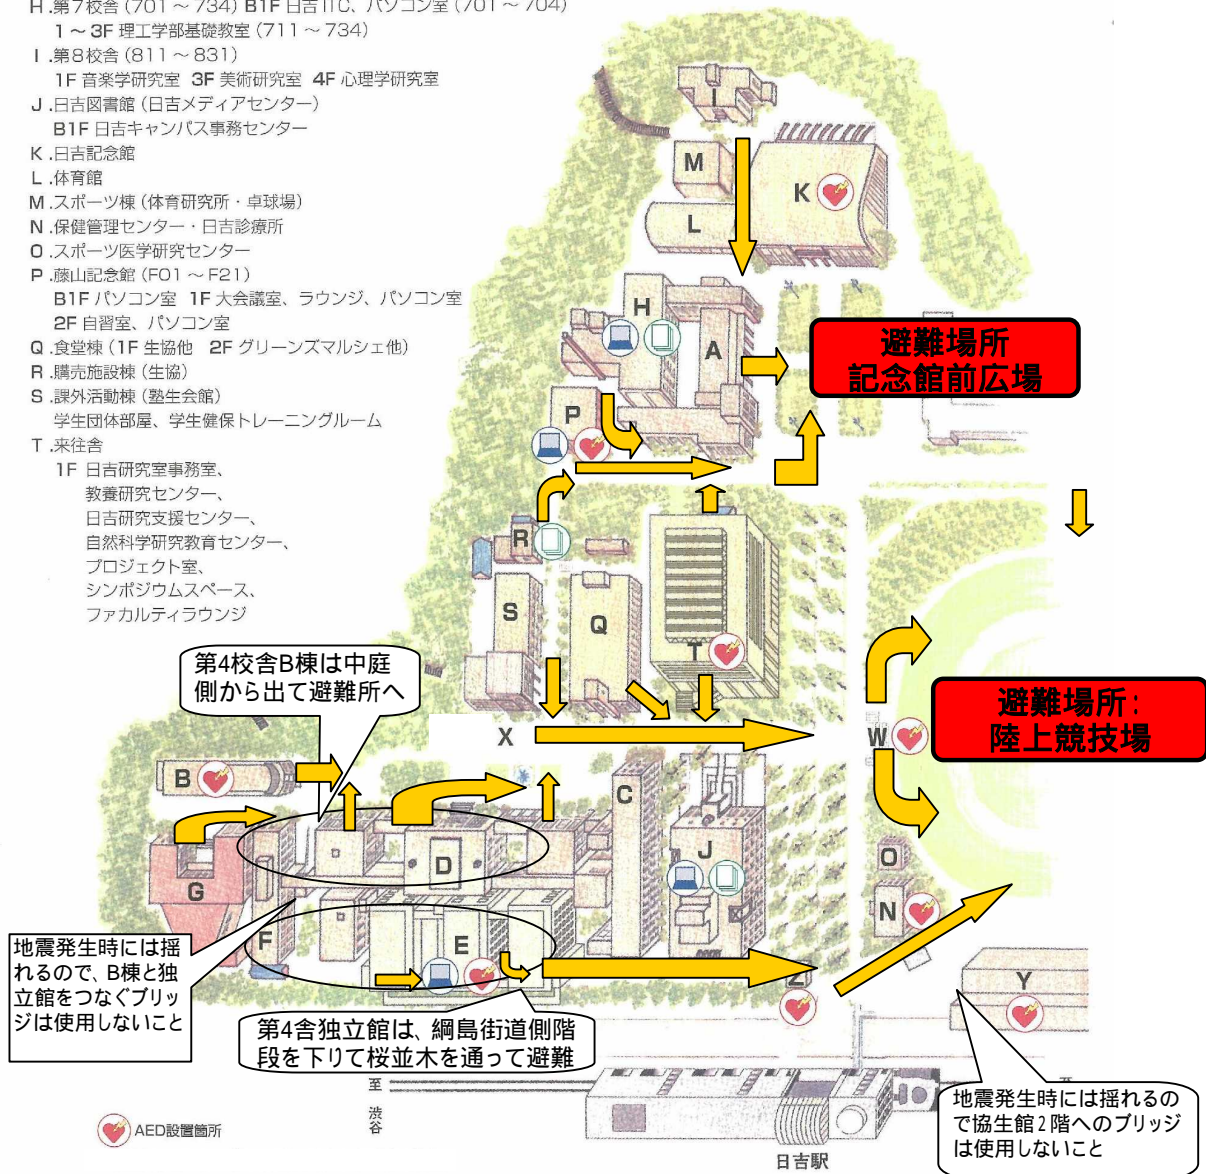 H .第7校舎 (701～734) B1F 日吉ITC、パソコン室 (701～704)
1～3F 理工学部基礎教室 (711～734)
I .第8校舎 (811～831)
1F 音楽学研究室 3F 美術研究室 4F 心理学研究室
J .日吉図書館 (日吉メディアセンター)
B1F 日吉キャンパス事務センター
K .日吉記念館
L .体育館
M .スポーツ棟 (体育研究所・卓球場)
N .保健管理センター・日吉診療所
O .スポーツ医学研究センター
P .藤山記念館 (F01～F21)
B1F パソコン室 1F 大会議室、ラウンジ、パソコン室
2F 自習室、パソコン室
Q .食堂棟 (1F 生協他 2F グリーンズマルシェ他)
R .購売施設棟 (生協)
S .課外活動棟 (塾生会館)
学生団体部屋、学生健保トレーニングルーム
T .来往舎
1F 日吉研究室事務室、
教養研究センター、
日吉研究支援センター、
自然科学研究教育センター、
プロジェクト室、
シンポジウムスペース、
ファカルティラウンジ
I
M
K
L
H
A
避難場所
記念館前広場
P
R
S
Q
T
第4校舎B棟は中庭
側から出て避難所へ
避難場所：
陸上競技場
X
W
B
C
D
J
G
O
N
F
E
地震発生時には揺
れるので、B棟と独
立館をつなぐブリッ
ジは使用しないこと
Z
Y
第4舎独立館は、綱島街道側階
段を下りて桜並木を通って避難
至
渋谷
地震発生時には揺れるの
で協生館2階へのブリッジ
は使用しないこと
AED設置箇所
日吉駅